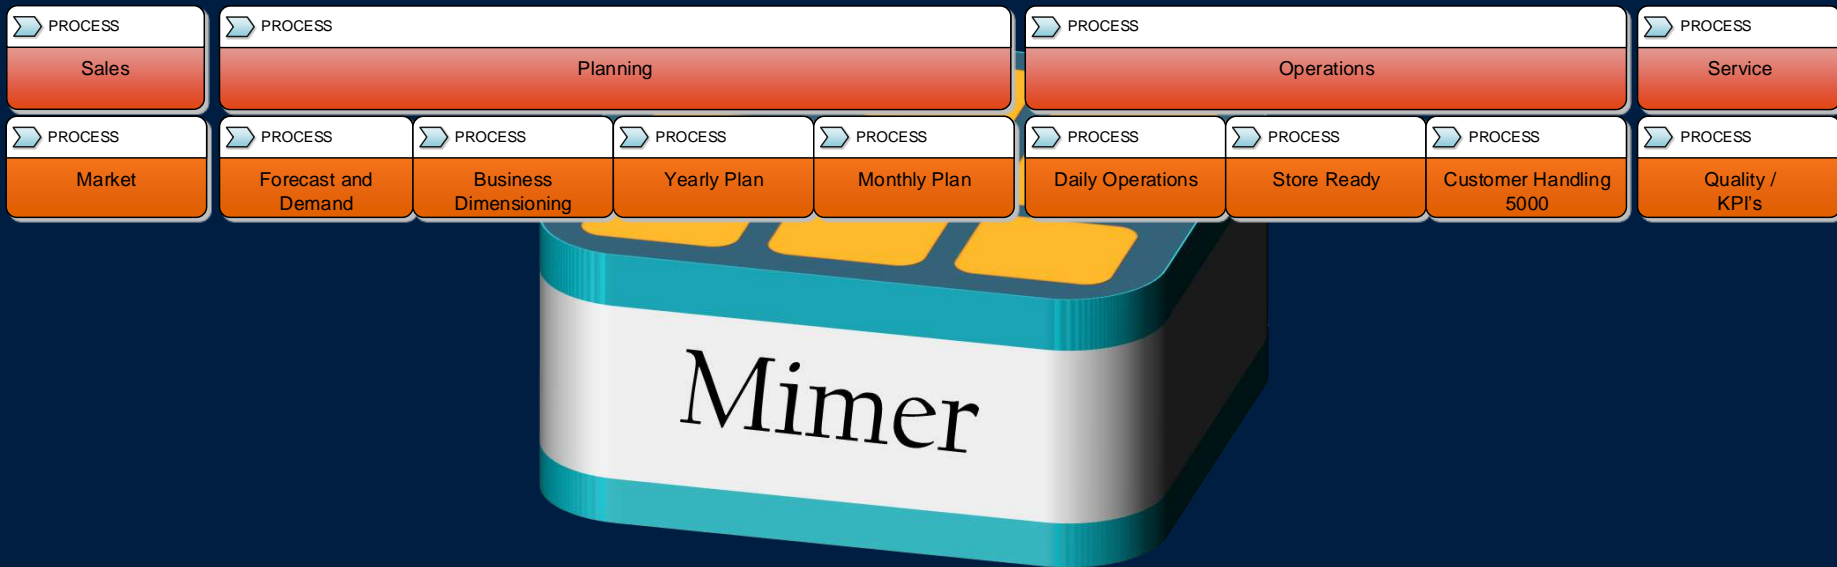 PROCESS
Sales
PROCESS
Planning
PROCESS
Operations
PROCESS
Service
PROCESS
Market
PROCESS
Forecast and
Demand
PROCESS
Business
Dimensioning
PROCESS
Yearly Plan
PROCESS
Monthly Plan
PROCESS
Daily Operations
PROCESS
Store Ready
PROCESS
Customer Handling
5000
PROCESS
Quality /
KPI's
Mimer